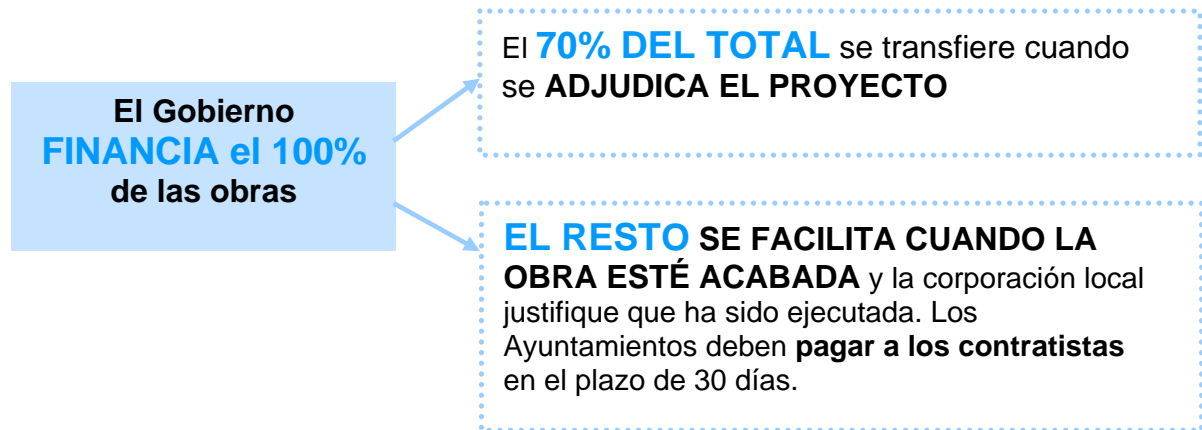 El Gobierno
FINANCIA el 100%
de las obras
El 70% DEL TOTAL se transfiere cuando
se ADJUDICA EL PROYECTO
EL RESTO SE FACILITA CUANDO LA
OBRA ESTÉ ACABADA y la corporación local
justifique que ha sido ejecutada. Los
Ayuntamientos deben pagar a los contratistas
en el plazo de 30 días.